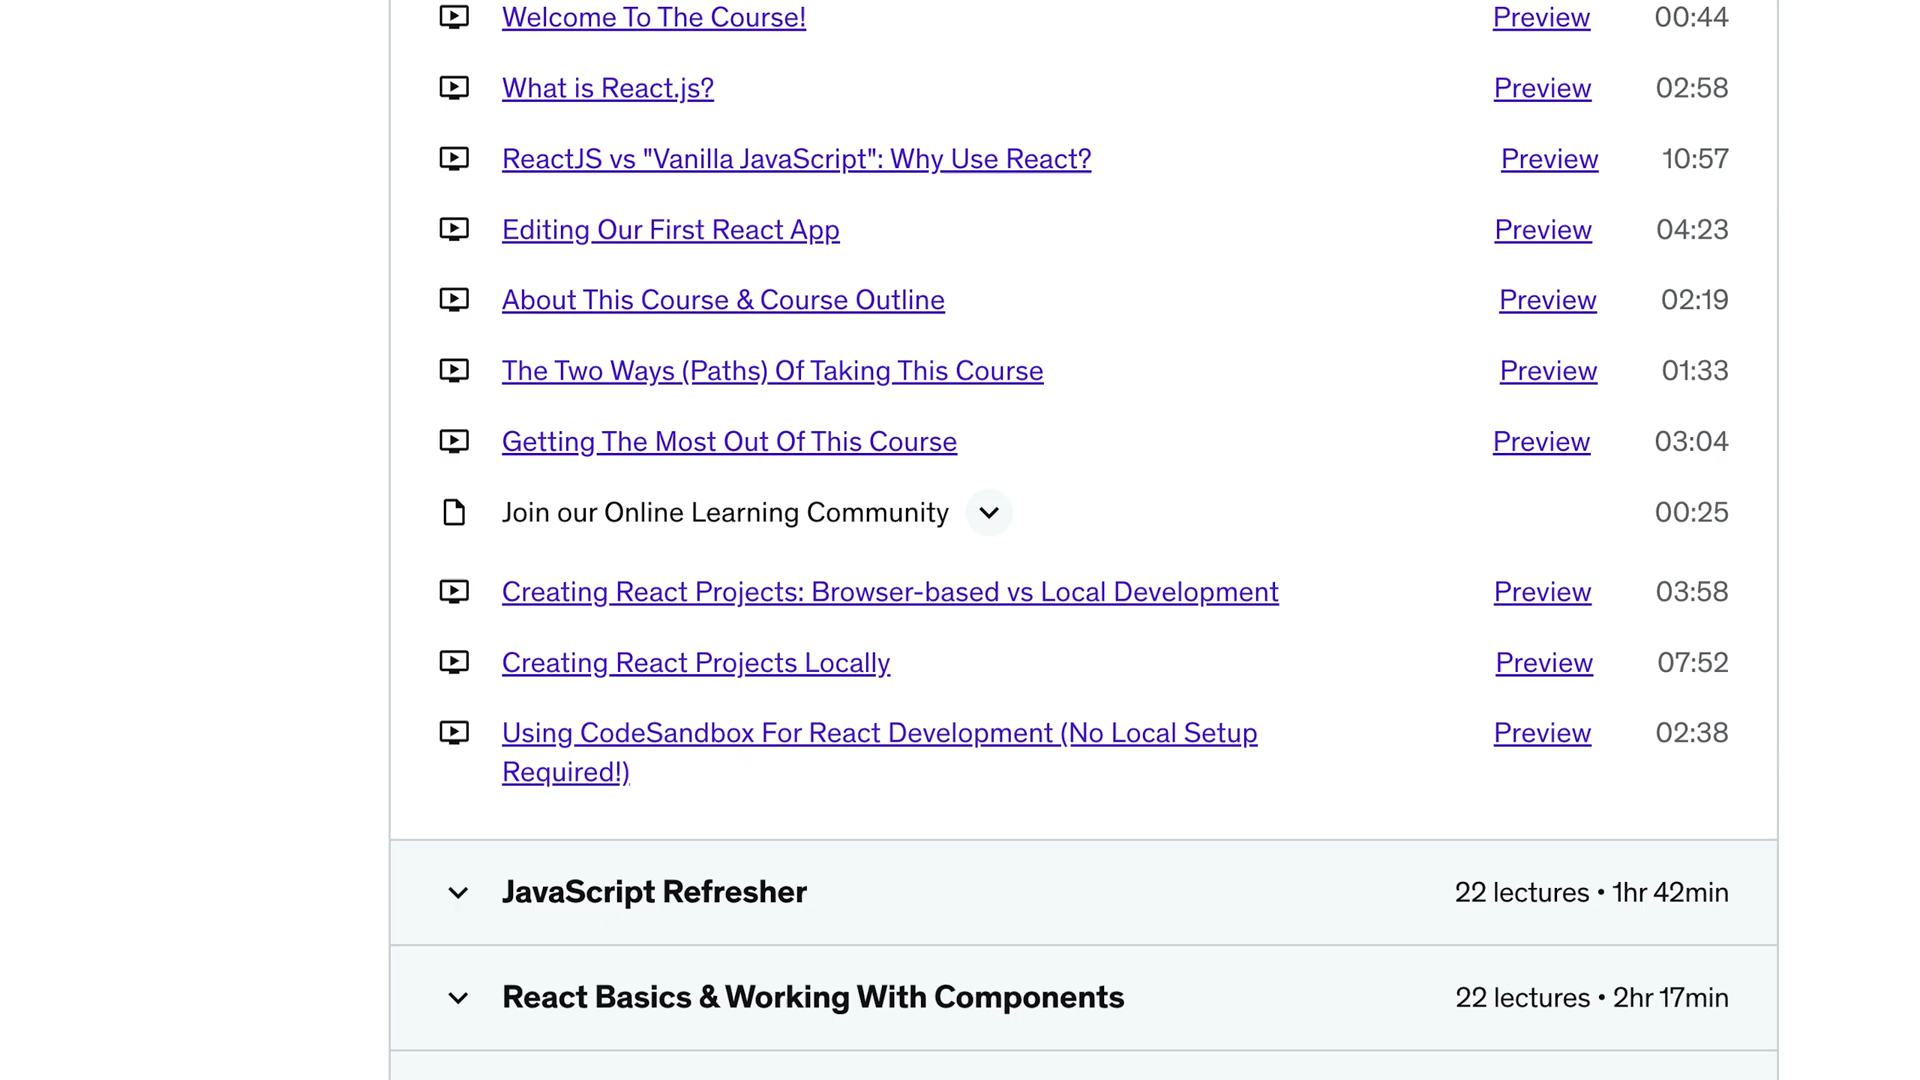 Welcome To The Course! Preview 00:44
What is React.js? Preview 02:58
ReactJS vs "Vanilla JavaScript": Why Use React? Preview 10:57
Editing Our First React App Preview 04:23
About This Course & Course Outline Preview 02:19
The Two Ways (Paths) Of Taking This Course Preview 01:33
Getting The Most Out Of This Course Preview 03:04
Join our Online Learning Community 00:25
Creating React Projects: Browser-based vs Local Development Preview 03:58
Creating React Projects Locally Preview 07:52
Using CodeSandbox For React Development (No Local Setup Preview 02:38
Required!)
JavaScript Refresher 22 lectures • 1hr 42min
React Basics & Working With Components 22 lectures • 2hr 17min